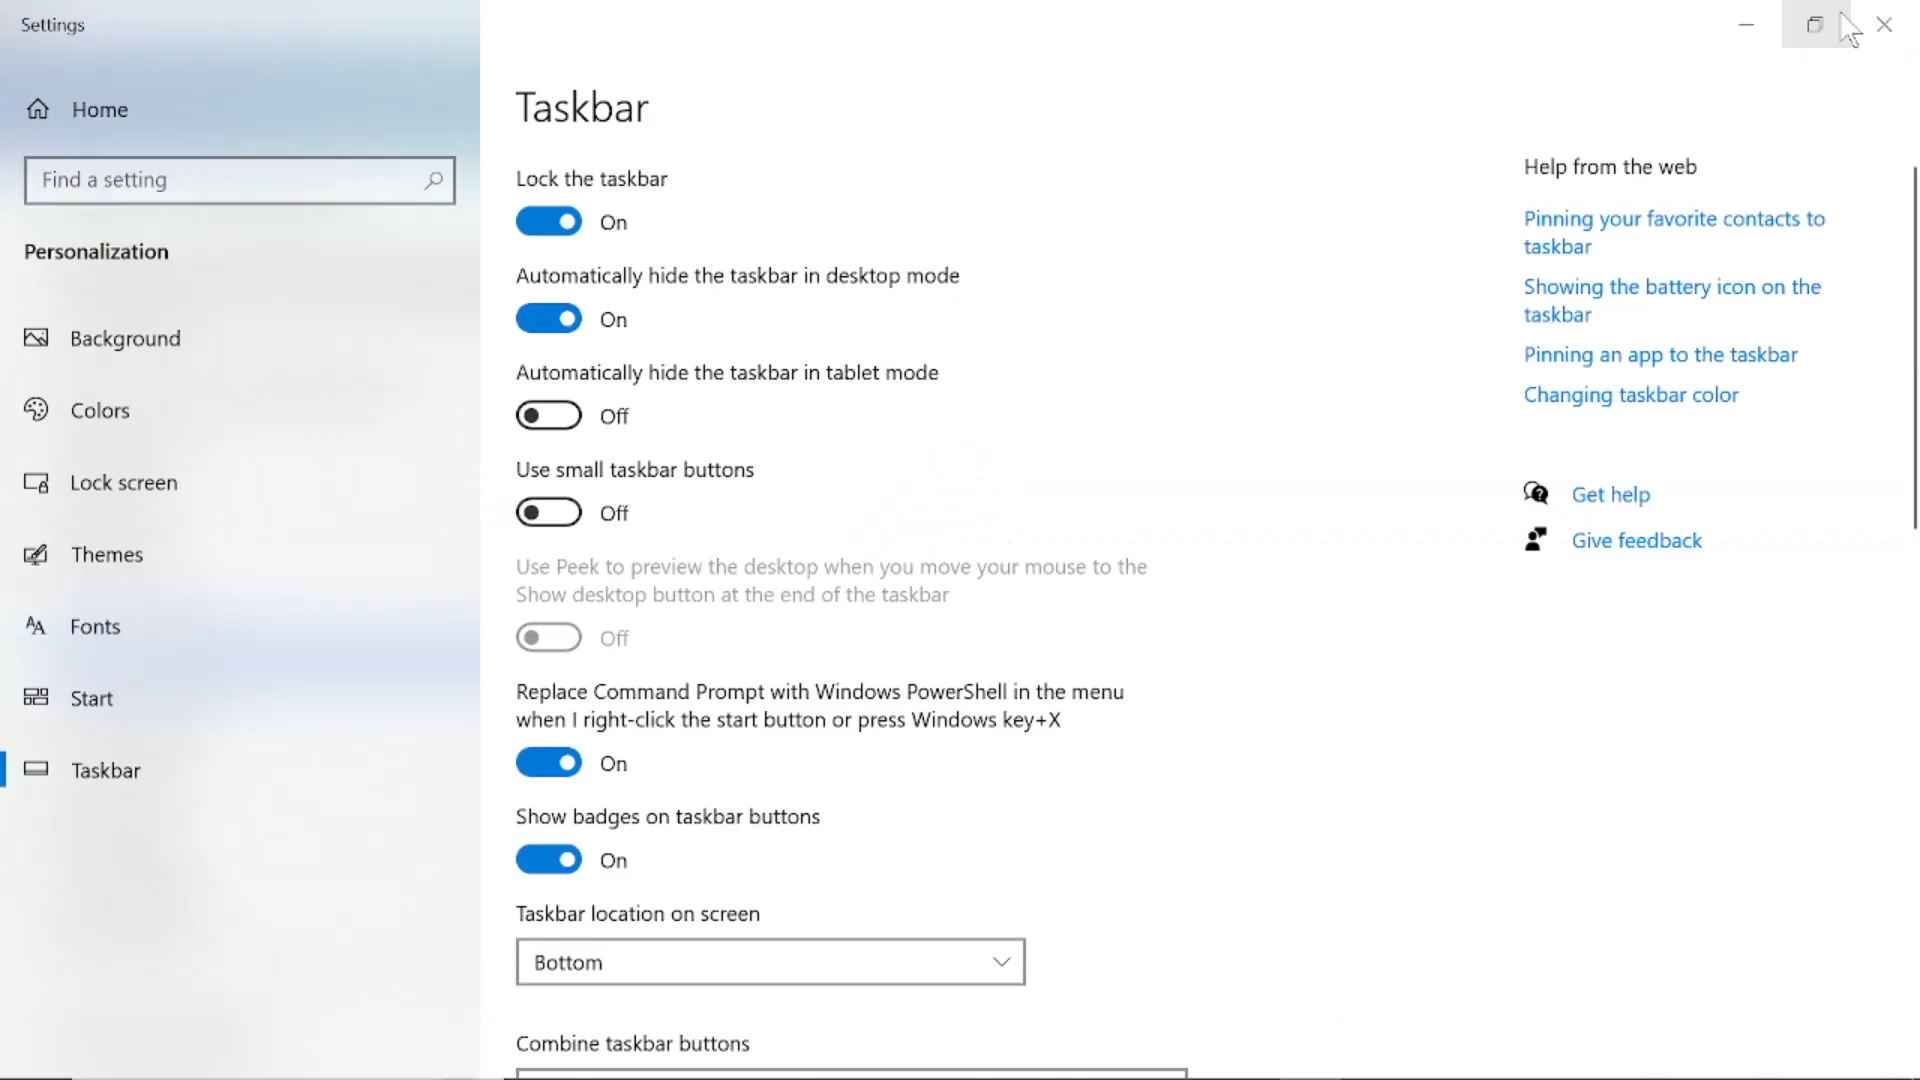 Settings
Home
Find a setting
Personalization
Background
Colors
Lock screen
Themes
Fonts
Start
Taskbar
Taskbar
Lock the taskbar
On
Automatically hide the taskbar in desktop mode
On
Automatically hide the taskbar in tablet mode
Off
Use small taskbar buttons
Off
Use Peek to preview the desktop when you move your mouse to the
Show desktop button at the end of the taskbar
Off
Replace Command Prompt with Windows PowerShell in the menu
when I right-click the start button or press Windows key+X
On
Show badges on taskbar buttons
On
Taskbar location on screen
Bottom
Combine taskbar buttons
Help from the web
Pinning your favorite contacts to
taskbar
Showing the battery icon on the
taskbar
Pinning an app to the taskbar
Changing taskbar color
Get help
Give feedback